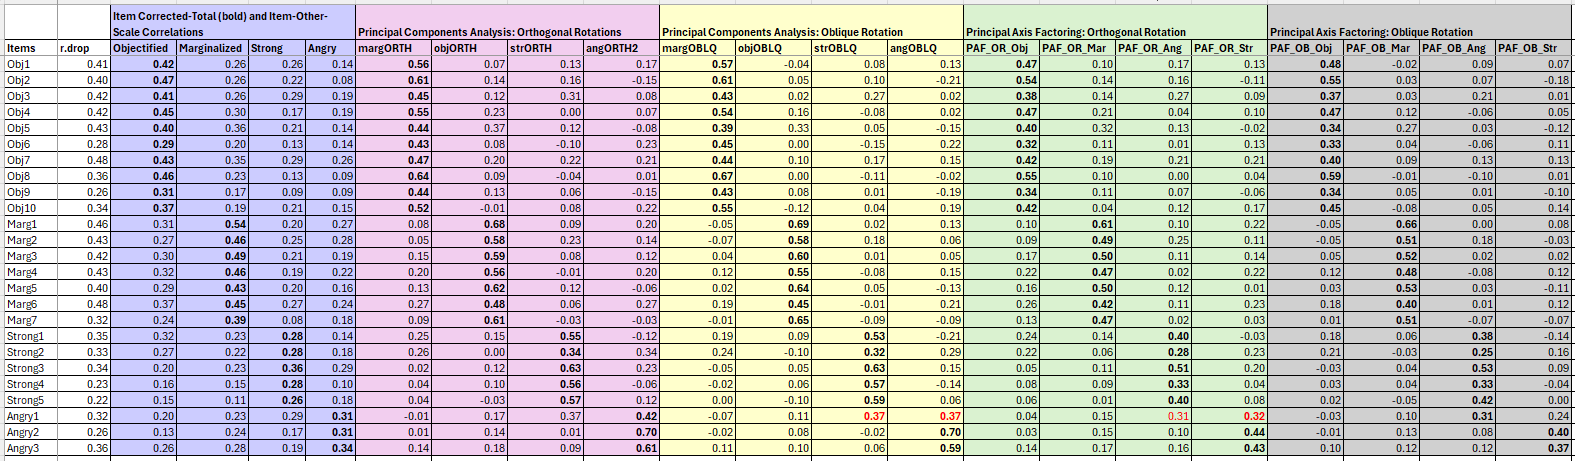 Item Corrected-Total (bold) and Item-Other-
Scale Correlations Principal Components Analysis: Orthogonal Rotations Principal Components Analysis: Oblique Rotation Principal Axis Factoring: Orthogonal Rotation Principal Axis Factoring: Oblique Rotation
Items r.drop Objectified Marginalized Strong Angry margORTH objORTH strORTH angORTH2 margOBLQ objOBLQ strOBLQ angOBLQ PAF_OR_Obj PAF_OR_Mar PAF_OR_Ang PAF_OR_Str PAF_OB_Obj PAF_OB_Mar PAF_OB_Ang PAF_OB_Str
Obj1 0.41 0.42 0.26 0.26 0.14 0.56 0.07 0.13 0.17 0.57 -0.04 0.08 0.13 0.47 0.10 0.17 0.13 0.48 -0.02 0.09 0.07
Obj2 0.40 0.47 0.26 0.22 0.08 0.61 0.14 0.16 -0.15 0.61 0.05 0.10 -0.21 0.54 0.14 0.16 -0.11 0.55 0.03 0.07 -0.18
Obj3 0.42 0.41 0.26 0.29 0.19 0.45 0.12 0.31 0.08 0.43 0.02 0.27 0.02 0.38 0.14 0.27 0.09 0.37 0.03 0.21 0.01
Obj4 0.42 0.45 0.30 0.17 0.19 0.55 0.23 0.00 0.07 0.54 0.16 -0.08 0.02 0.47 0.21 0.04 0.10 0.47 0.12 -0.06 0.05
Obj5 0.43 0.40 0.36 0.21 0.14 0.44 0.37 0.12 -0.08 0.39 0.33 0.05 -0.15 0.40 0.32 0.13 -0.02 0.34 0.27 0.03 -0.12
Obj6 0.28 0.29 0.20 0.13 0.14 0.43 0.08 -0.10 0.23 0.45 0.00 -0.15 0.22 0.32 0.11 0.01 0.13 0.33 0.04 -0.06 0.11
Obj7 0.48 0.43 0.35 0.29 0.26 0.47 0.20 0.22 0.21 0.44 0.10 0.17 0.15 0.42 0.19 0.21 0.21 0.40 0.09 0.13 0.13
Obj8 0.36 0.46 0.23 0.13 0.09 0.64 0.09 -0.04 0.01 0.67 0.00 -0.11 -0.02 0.55 0.10 0.00 0.04 0.59 -0.01 -0.10 0.01
Obj9 0.26 0.31 0.17 0.09 0.09 0.44 0.13 0.06 -0.15 0.43 0.08 0.01 -0.19 0.34 0.11 0.07 -0.06 0.34 0.05 0.01 -0.10
Obj10 0.34 0.37 0.19 0.21 0.15 0.52 -0.01 0.08 0.22 0.55 -0.12 0.04 0.19 0.42 0.04 0.12 0.17 0.45 -0.08 0.05 0.14
Marg1 0.46 0.31 0.54 0.20 0.27 0.08 0.68 0.09 0.20 -0.05 0.69 0.02 0.13 0.10 0.61 0.10 0.22 -0.05 0.66 0.00 0.08
Marg2 0.43 0.27 0.46 0.25 0.28 0.05 0.58 0.23 0.14 -0.07 0.58 0.18 0.06 0.09 0.49 0.25 0.11 -0.05 0.51 0.18 -0.03
Marg3 0.42 0.30 0.49 0.21 0.19 0.15 0.59 0.08 0.12 0.04 0.60 0.01 0.05 0.17 0.50 0.11 0.14 0.05 0.52 0.02 0.02
Marg4 0.43 0.32 0.46 0.19 0.22 0.20 0.56 -0.01 0.20 0.12 0.55 -0.08 0.15 0.22 0.47 0.02 0.22 0.12 0.48 -0.08 0.12
Marg5 0.40 0.29 0.43 0.20 0.16 0.13 0.62 0.12 -0.06 0.02 0.64 0.05 -0.13 0.16 0.50 0.12 0.01 0.03 0.53 0.03 -0.11
Marg6 0.48 0.37 0.45 0.27 0.24 0.27 0.48 0.06 0.27 0.19 0.45 -0.01 0.21 0.26 0.42 0.11 0.23 0.18 0.40 0.01 0.12
Marg7 0.32 0.24 0.39 0.08 0.18 0.09 0.61 -0.03 -0.03 -0.01 0.65 -0.09 -0.09 0.13 0.47 0.02 0.03 0.01 0.51 -0.07 -0.07
Strong1 0.35 0.32 0.23 0.28 0.14 0.25 0.15 0.55 -0.12 0.19 0.09 0.53 -0.21 0.24 0.14 0.40 -0.03 0.18 0.06 0.38 -0.14
Strong2 0.33 0.27 0.22 0.28 0.18 0.26 0.00 0.34 0.34 0.24 -0.10 0.32 0.29 0.22 0.06 0.28 0.23 0.21 -0.03 0.25 0.16
Strong3 0.34 0.20 0.23 0.36 0.29 0.02 0.12 0.63 0.23 -0.05 0.05 0.63 0.15 0.05 0.11 0.51 0.20 -0.03 0.04 0.53 0.09
Strong4 0.23 0.16 0.15 0.28 0.10 0.04 0.10 0.56 -0.06 -0.02 0.06 0.57 -0.14 0.08 0.09 0.33 0.04 0.03 0.04 0.33 -0.04
Strong5 0.22 0.15 0.11 0.26 0.18 0.04 -0.03 0.57 0.12 0.00 -0.10 0.59 0.06 0.06 0.01 0.40 0.08 0.02 -0.05 0.42 0.00
Angry1 0.32 0.20 0.23 0.29 0.31 -0.01 0.17 0.37 0.42 -0.07 0.11 0.37 0.37 0.04 0.15 0.31 0.32 -0.03 0.10 0.31 0.24
Angry2 0.26 0.13 0.24 0.17 0.31 0.01 0.14 0.01 0.70 -0.02 0.08 -0.02 0.70 0.03 0.15 0.10 0.44 -0.01 0.13 0.08 0.40
Angry3 0.36 0.26 0.28 0.19 0.34 0.14 0.18 0.09 0.61 0.11 0.10 0.06 0.59 0.14 0.17 0.16 0.43 0.10 0.12 0.12 0.37